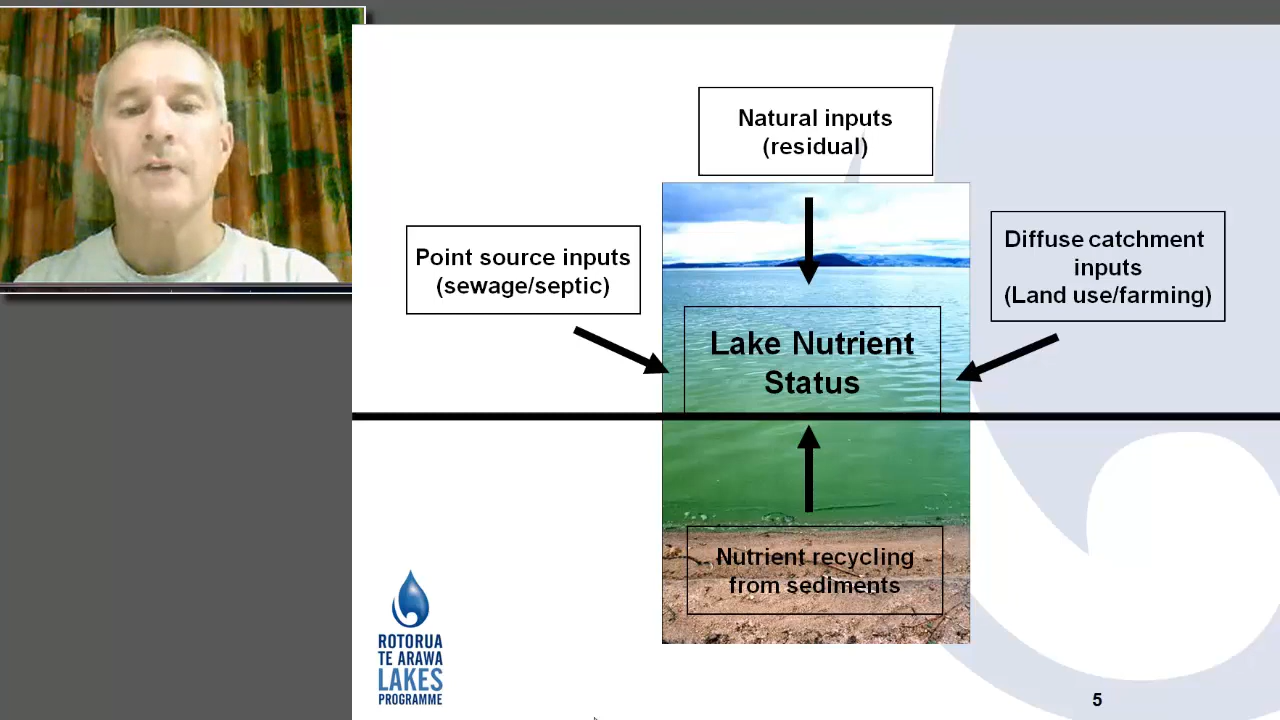 Natural inputs
(residual)
Point source inputs
(sewage/septic)
Diffuse catchment
inputs
(Land use/farming)
Lake Nutrient
Status
Nutrient recycling
from sediments
ROTORUA
TE ARAWA
LAKES
PROGRAMME
5